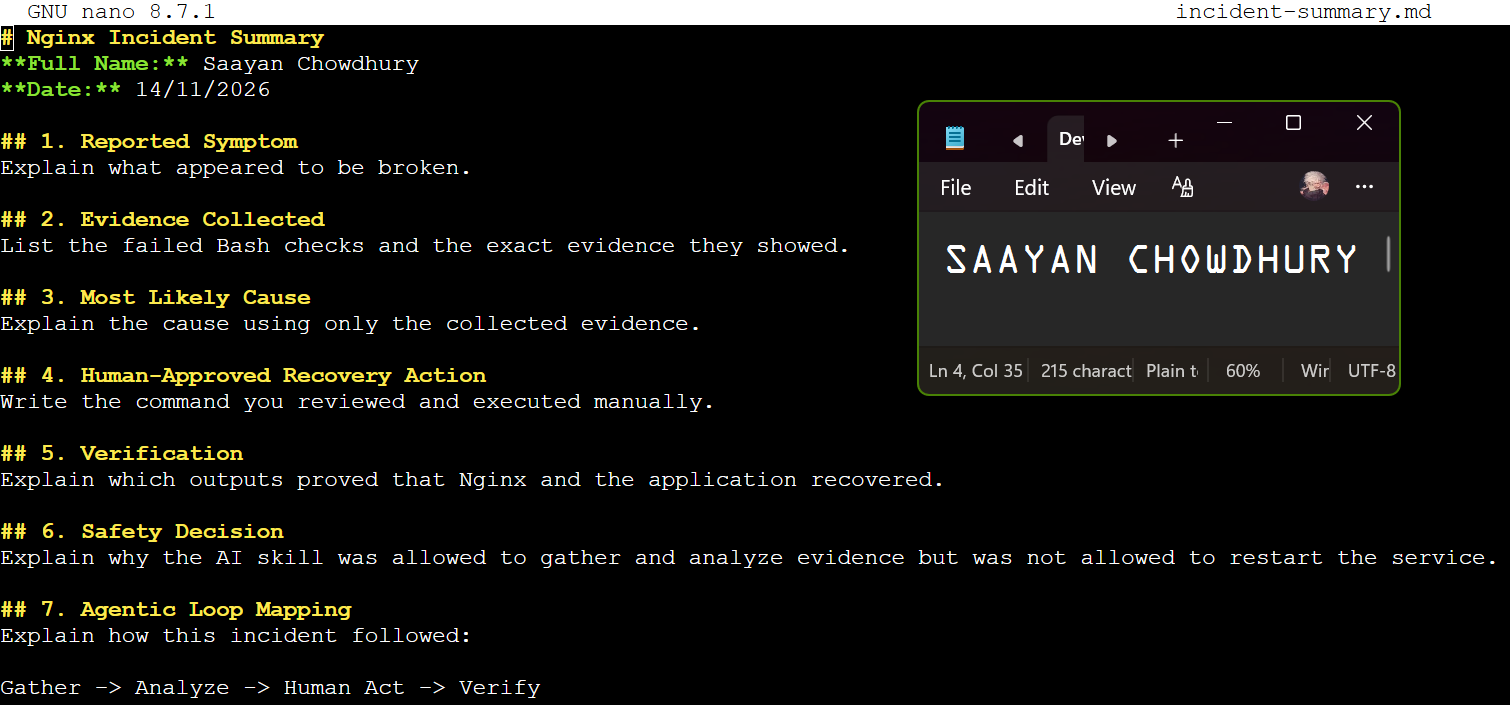 GNU nano 8.7.1 incident-summary.md
# Nginx Incident Summary
**Full Name:** Saayan Chowdhury
**Date:** 14/11/2026
## 1. Reported Symptom
Explain what appeared to be broken.
## 2. Evidence Collected
List the failed Bash checks and the exact evidence they showed.
## 3. Most Likely Cause
Explain the cause using only the collected evidence.
## 4. Human-Approved Recovery Action
Write the command you reviewed and executed manually.
## 5. Verification
Explain which outputs proved that Nginx and the application recovered.
## 6. Safety Decision
Explain why the AI skill was allowed to gather and analyze evidence but was not allowed to restart the service.
## 7. Agentic Loop Mapping
Explain how this incident followed:
Gather -> Analyze -> Human Act -> Verify
File Edit View
SAAYAN CHOWDHURY
Ln 4, Col 35 215 charact Plain t 60% Wir UTF-8